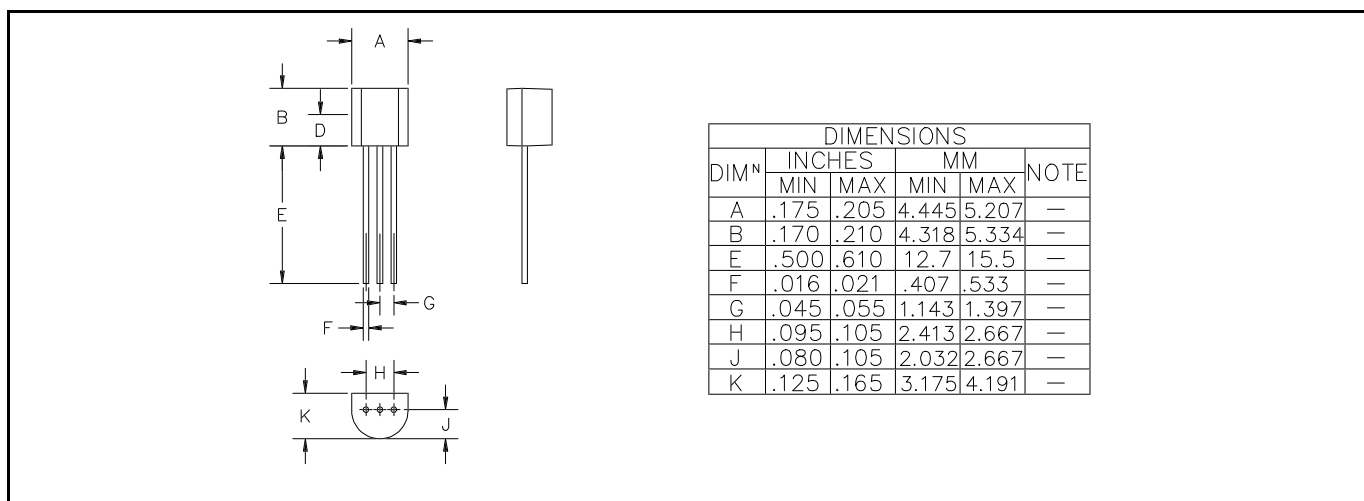 A
B
D
E
G
F
H
K
J
DIMENSIONS
DIMᴺ INCHES MM NOTE
MIN MAX MIN MAX
A .175 .205 4.445 5.207 —
B .170 .210 4.318 5.334 —
E .500 .610 12.7 15.5 —
F .016 .021 .407 .533 —
G .045 .055 1.143 1.397 —
H .095 .105 2.413 2.667 —
J .080 .105 2.032 2.667 —
K .125 .165 3.175 4.191 —